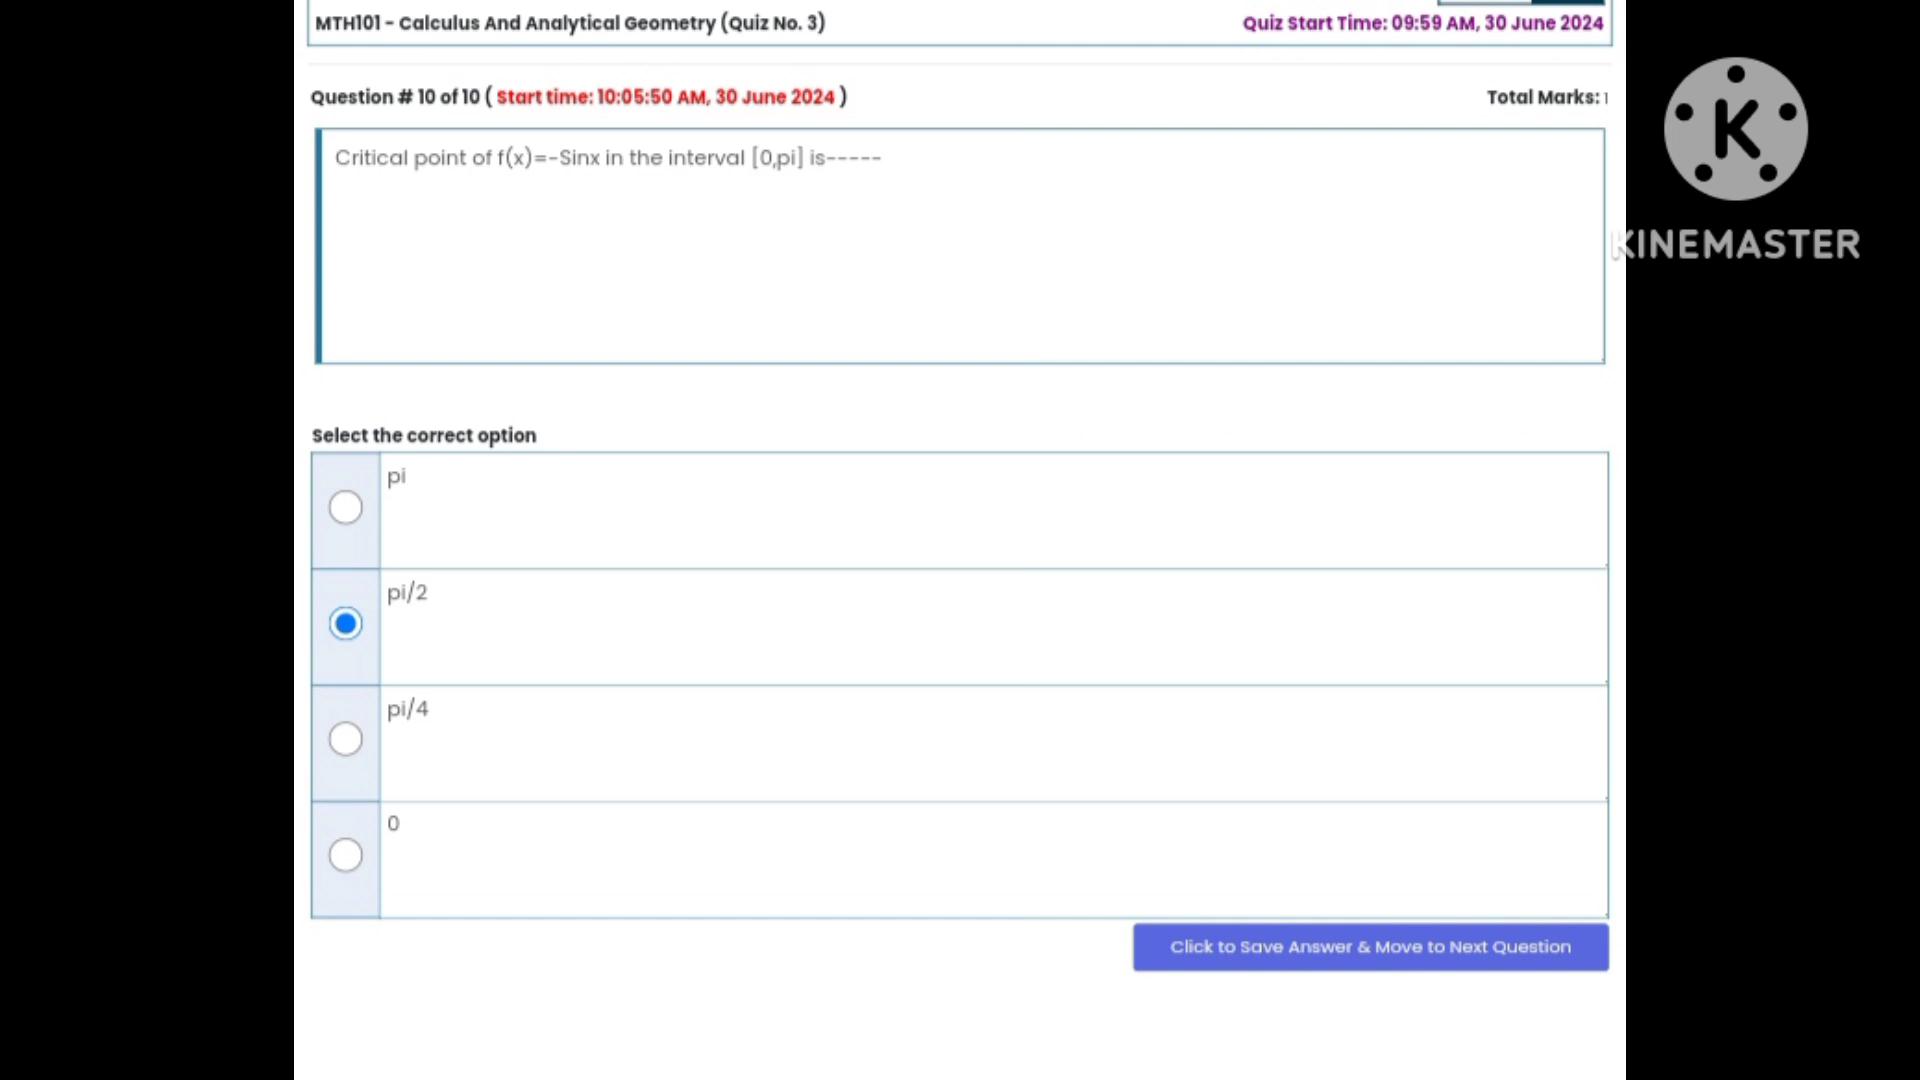 MTH101 - Calculus And Analytical Geometry (Quiz No. 3)
Quiz Start Time: 09:59 AM, 30 June 2024
Question # 10 of 10 ( Start time: 10:05:50 AM, 30 June 2024 )
Total Marks: 1
Critical point of f(x)=-Sinx in the interval [0,pi] is-----
Select the correct option
pi
pi/2
pi/4
0
Click to Save Answer & Move to Next Question
K
KINEMASTER